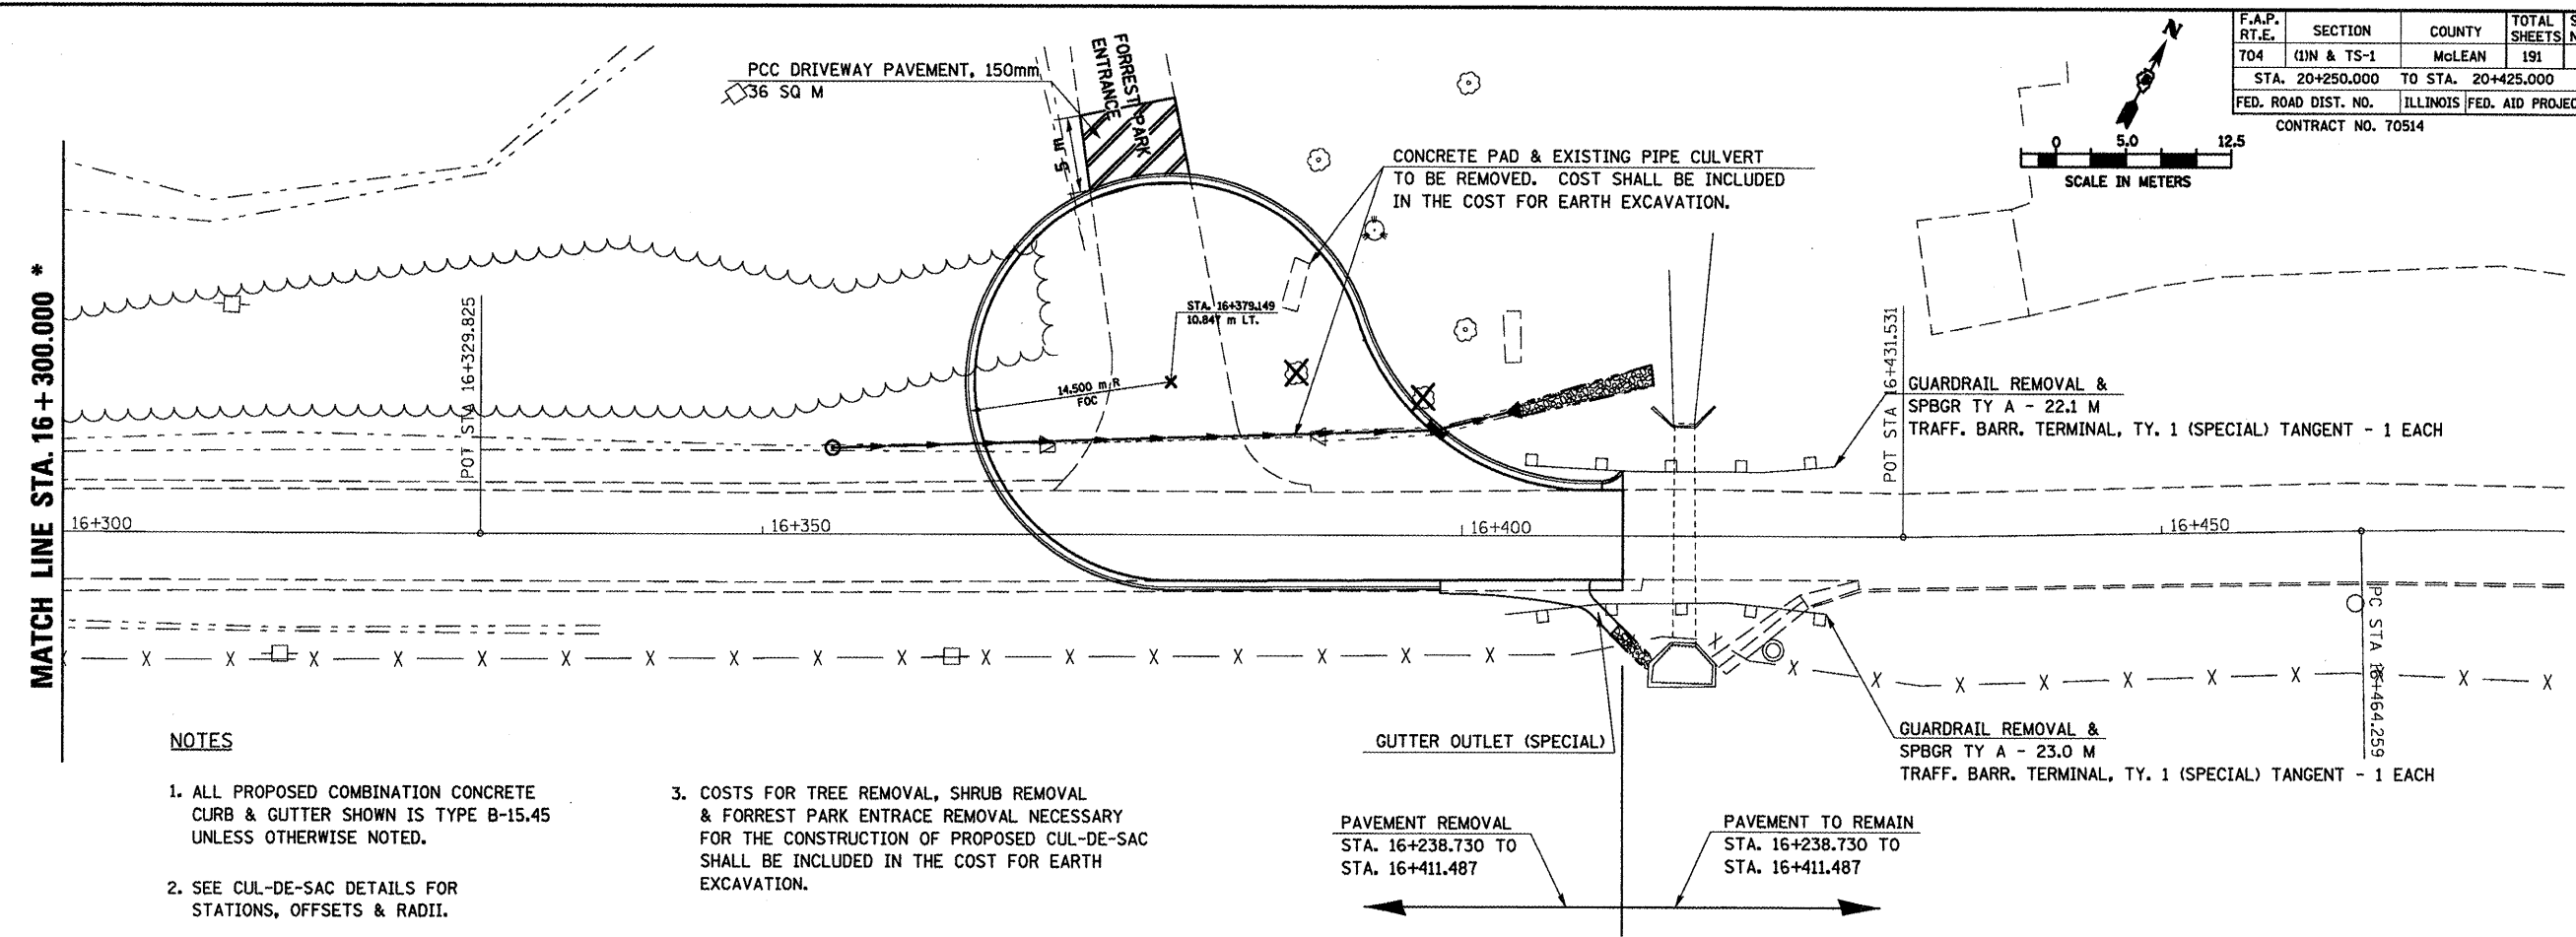 F.A.P. RT.E. SECTION COUNTY TOTAL SHEETS
704 (1)N & TS-1 McLEAN 191
STA. 20+250.000 TO STA. 20+425.000
FED. ROAD DIST. NO. ILLINOIS FED. AID PROJEC
CONTRACT NO. 70514
N
0 5.0 12.5
SCALE IN METERS
PCC DRIVEWAY PAVEMENT, 150mm
36 SQ M
FORREST PARK
ENTRANCE
5 m
CONCRETE PAD & EXISTING PIPE CULVERT
TO BE REMOVED. COST SHALL BE INCLUDED
IN THE COST FOR EARTH EXCAVATION.
MATCH LINE STA. 16+300.000 *
POT STA 16+329.825
STA. 16+379.149
10.847 m LT.
14.500 m R
FOC
POT STA 16+431.531
GUARDRAIL REMOVAL &
SPBGR TY A - 22.1 M
TRAFF. BARR. TERMINAL, TY. 1 (SPECIAL) TANGENT - 1 EACH
16+300
16+350
16+400
16+450
PC STA 16+464.259
X X X X X X X X X X X X X X X X X X X X X X X X X X X X
GUTTER OUTLET (SPECIAL)
GUARDRAIL REMOVAL &
SPBGR TY A - 23.0 M
TRAFF. BARR. TERMINAL, TY. 1 (SPECIAL) TANGENT - 1 EACH
NOTES
1. ALL PROPOSED COMBINATION CONCRETE
CURB & GUTTER SHOWN IS TYPE B-15.45
UNLESS OTHERWISE NOTED.
2. SEE CUL-DE-SAC DETAILS FOR
STATIONS, OFFSETS & RADII.
3. COSTS FOR TREE REMOVAL, SHRUB REMOVAL
& FORREST PARK ENTRACE REMOVAL NECESSARY
FOR THE CONSTRUCTION OF PROPOSED CUL-DE-SAC
SHALL BE INCLUDED IN THE COST FOR EARTH
EXCAVATION.
PAVEMENT REMOVAL
STA. 16+238.730 TO
STA. 16+411.487
PAVEMENT TO REMAIN
STA. 16+238.730 TO
STA. 16+411.487